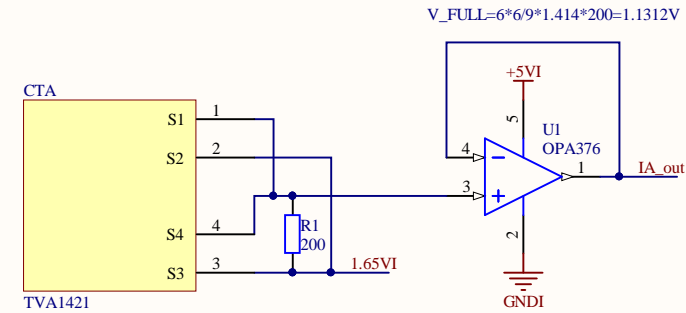 V_FULL=6*6/9*1.414*200=1.1312V
CTA
+5VI
S1 1
5
U1
OPA376
S2 2
4
1
IA_out
3
S4 4
R1
200
2
S3 3
1.65VI
TVA1421
GNDI